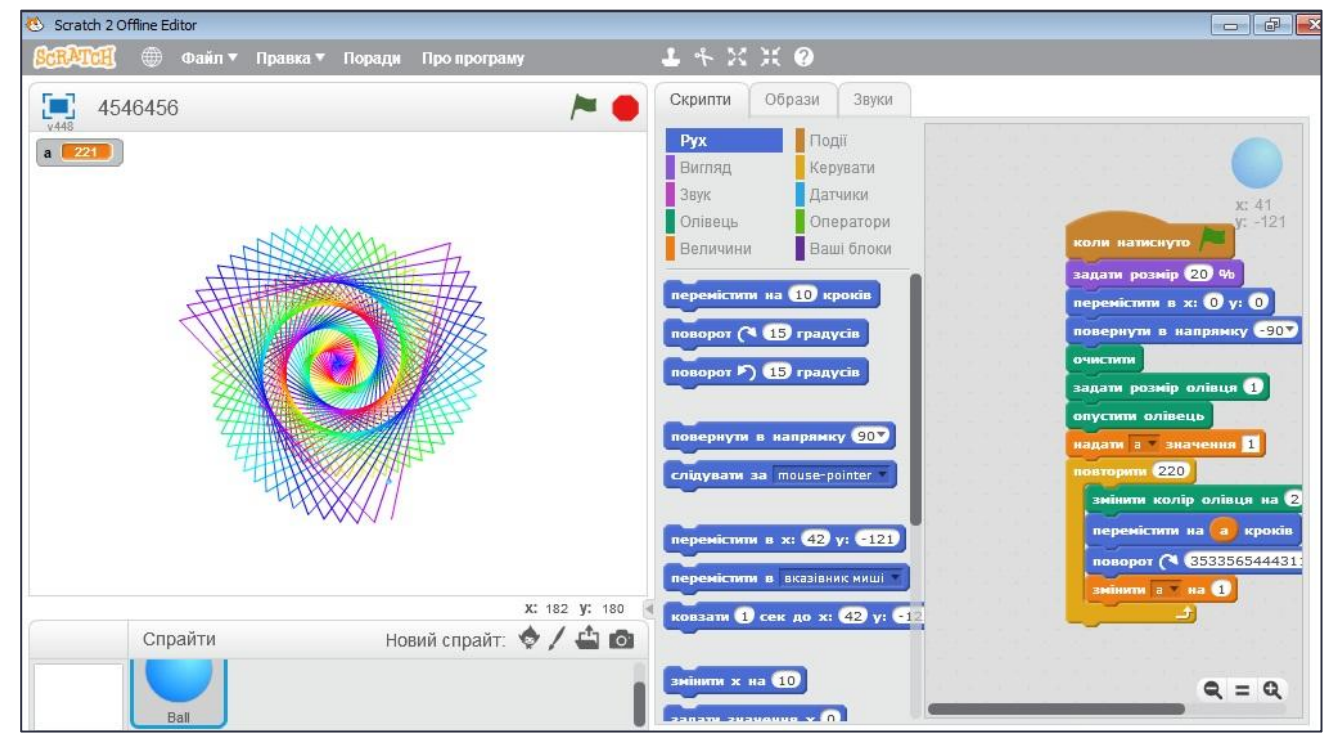 Scratch 2 Offline Editor
SCRATCH Файл Правка Поради Про програму
4546456
v448
a 221
X: 182 y: 180
Спрайти Новий спрайт:
Ball
Скрипти Образи Звуки
Рух Події
Вигляд Керувати
Звук Датчики
Олівець Оператори
Величини Ваші блоки
перемістити на 10 кроків
поворот 15 градусів
поворот 15 градусів
повернути в напрямку 90
слідувати за mouse-pointer
перемістити в x: 42 y: -121
перемістити в вказівник миші
ковзати 1 сек до x: 42 y: -12
змінити x на 10
задати значення x 0
x: 41
y: -121
коли натиснуто
задати розмір 20 %
перемістити в x: 0 y: 0
повернути в напрямку -90
очистити
задати розмір олівця 1
опустити олівець
надати a значення 1
повторити 220
змінити колір олівця на 2
перемістити на a кроків
поворот 3533565444311
змінити a на 1